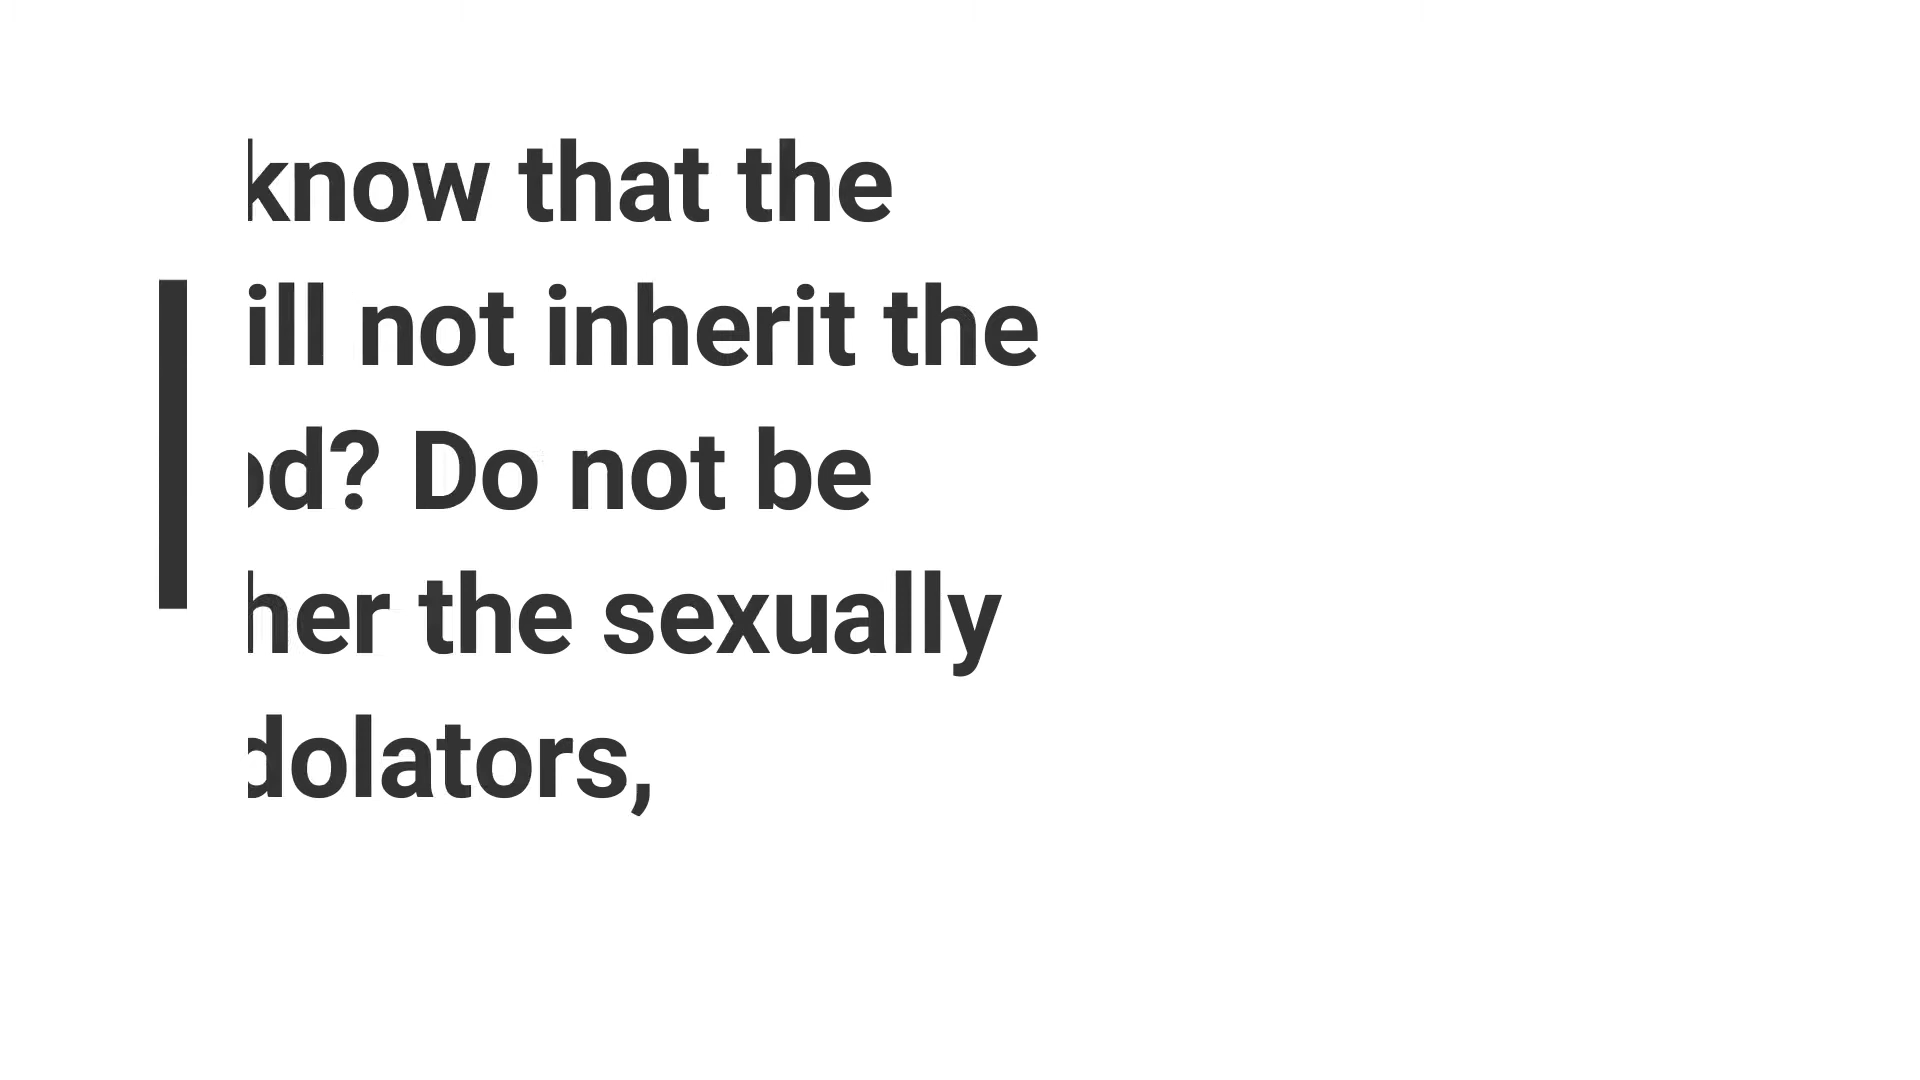 know that the
ill not inherit the
od? Do not be
her the sexually
dolators,